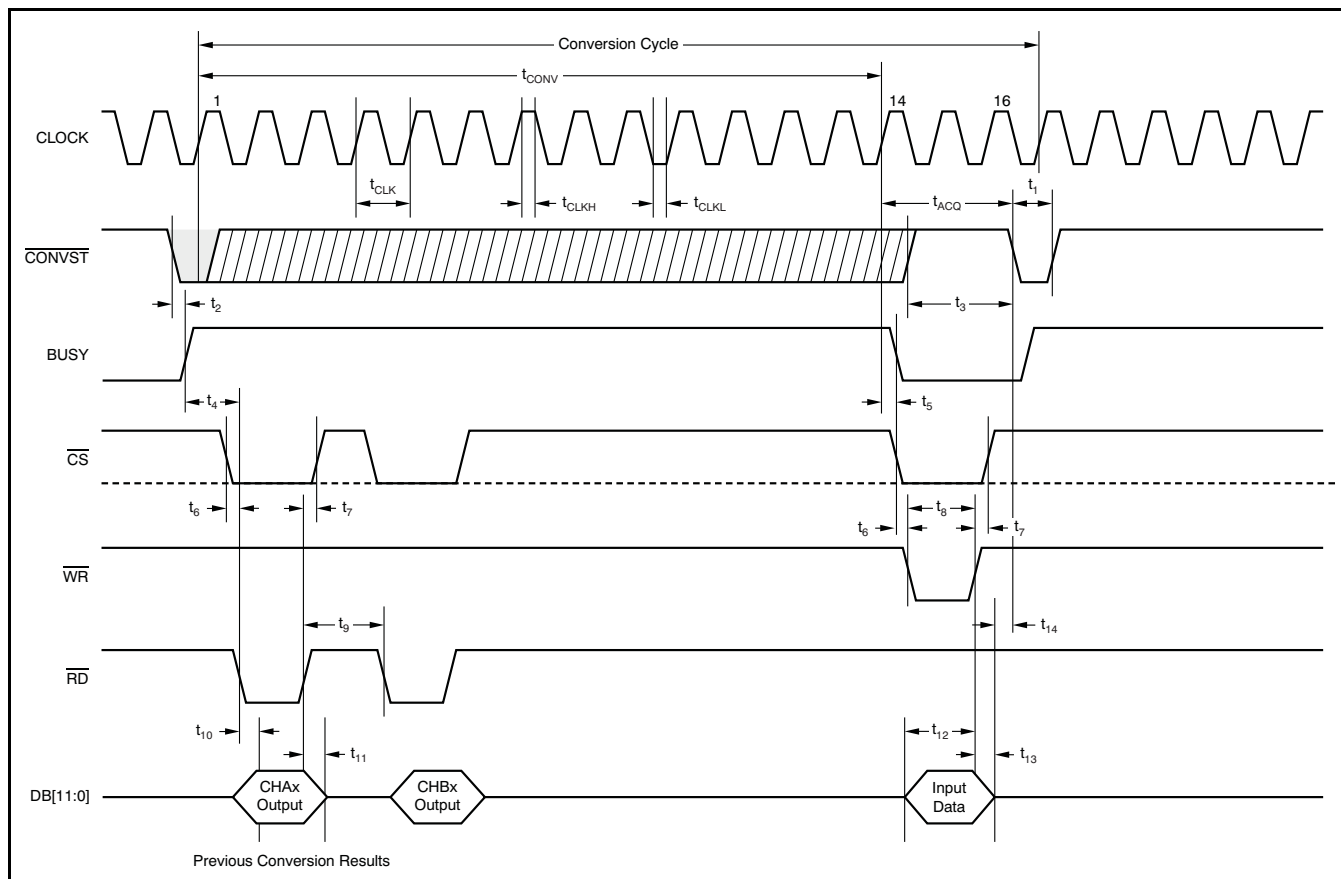 Conversion Cycle
tCONV
1
14
16
CLOCK
tCLK
tCLKH
tCLKL
tACQ
t1
CONVST
t2
t3
BUSY
t4
t5
CS
t6
t7
t8
t6
t7
WR
t9
t14
RD
t10
t11
t12
t13
DB[11:0]
CHAx
Output
CHBx
Output
Input
Data
Previous Conversion Results